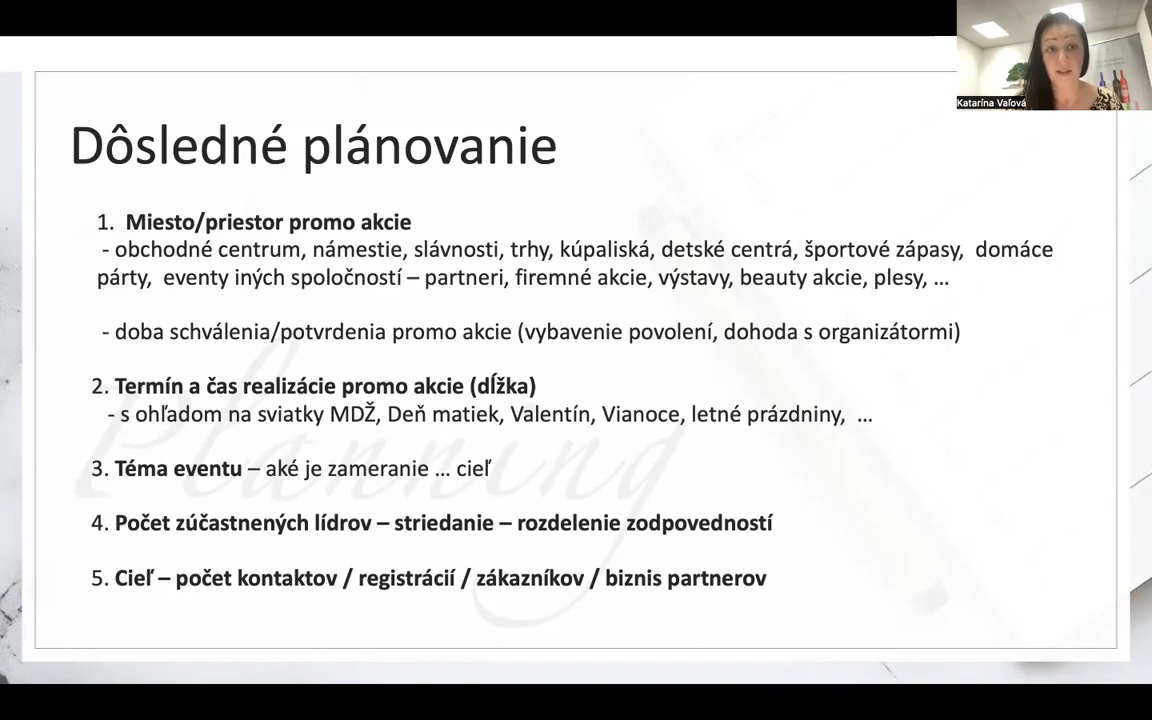 Katarína Vaľová
Dôsledné plánovanie
1. Miesto/priestor promo akcie
- obchodné centrum, námestie, slávnosti, trhy, kúpaliská, detské centrá, športové zápasy, domáce
párty, eventy iných spoločností – partneri, firemné akcie, výstavy, beauty akcie, plesy, ...
- doba schválenia/potvrdenia promo akcie (vybavenie povolení, dohoda s organizátormi)
2. Termín a čas realizácie promo akcie (dĺžka)
- s ohľadom na sviatky MDŽ, Deň matiek, Valentín, Vianoce, letné prázdniny, ...
3. Téma eventu – aké je zameranie ... cieľ
4. Počet zúčastnených lídrov – striedanie – rozdelenie zodpovedností
5. Cieľ – počet kontaktov / registrácií / zákazníkov / biznis partnerov
Planning